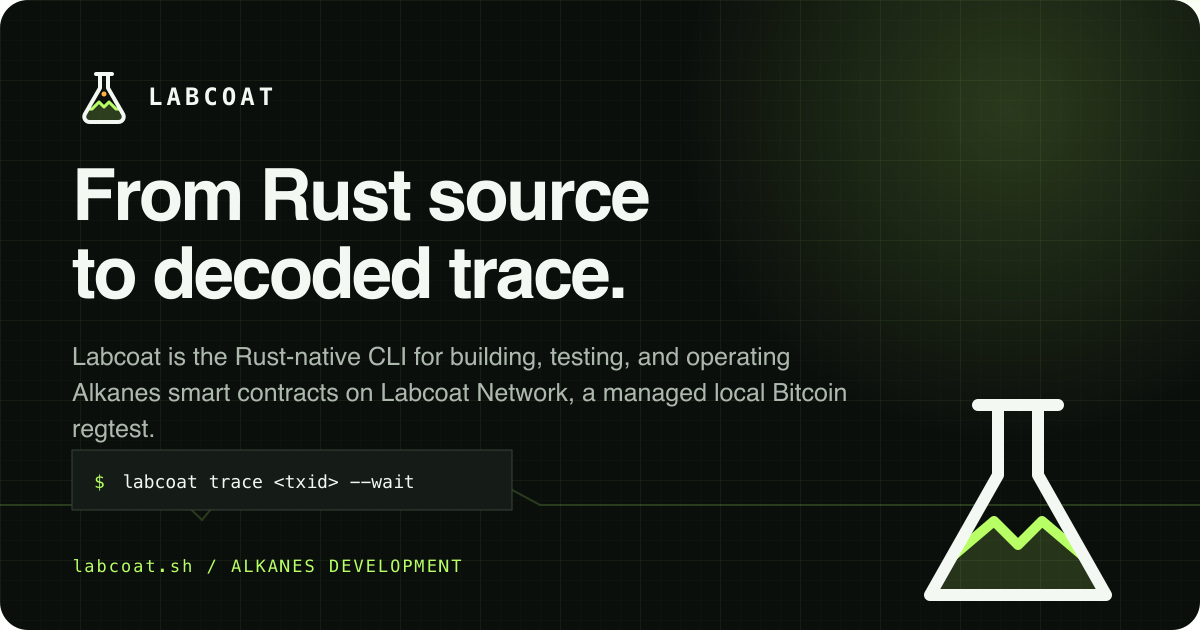 LABCOAT
From Rust source
to decoded trace.
Labcoat is the Rust-native CLI for building, testing, and operating
Alkanes smart contracts on Labcoat Network, a managed local Bitcoin
regtest.
$ labcoat trace <txid> --wait
labcoat.sh / ALKANES DEVELOPMENT